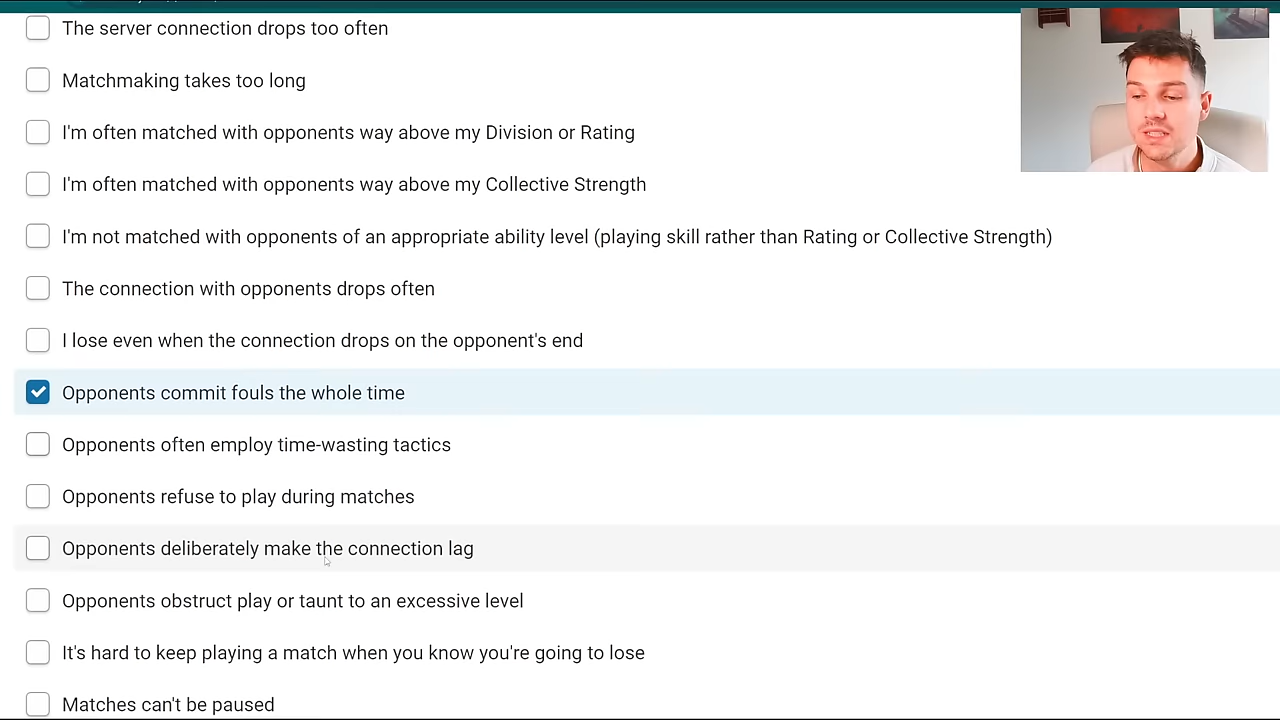 The server connection drops too often
Matchmaking takes too long
I'm often matched with opponents way above my Division or Rating
I'm often matched with opponents way above my Collective Strength
I'm not matched with opponents of an appropriate ability level (playing skill rather than Rating or Collective Strength)
The connection with opponents drops often
I lose even when the connection drops on the opponent's end
Opponents commit fouls the whole time
Opponents often employ time-wasting tactics
Opponents refuse to play during matches
Opponents deliberately make the connection lag
Opponents obstruct play or taunt to an excessive level
It's hard to keep playing a match when you know you're going to lose
Matches can't be paused